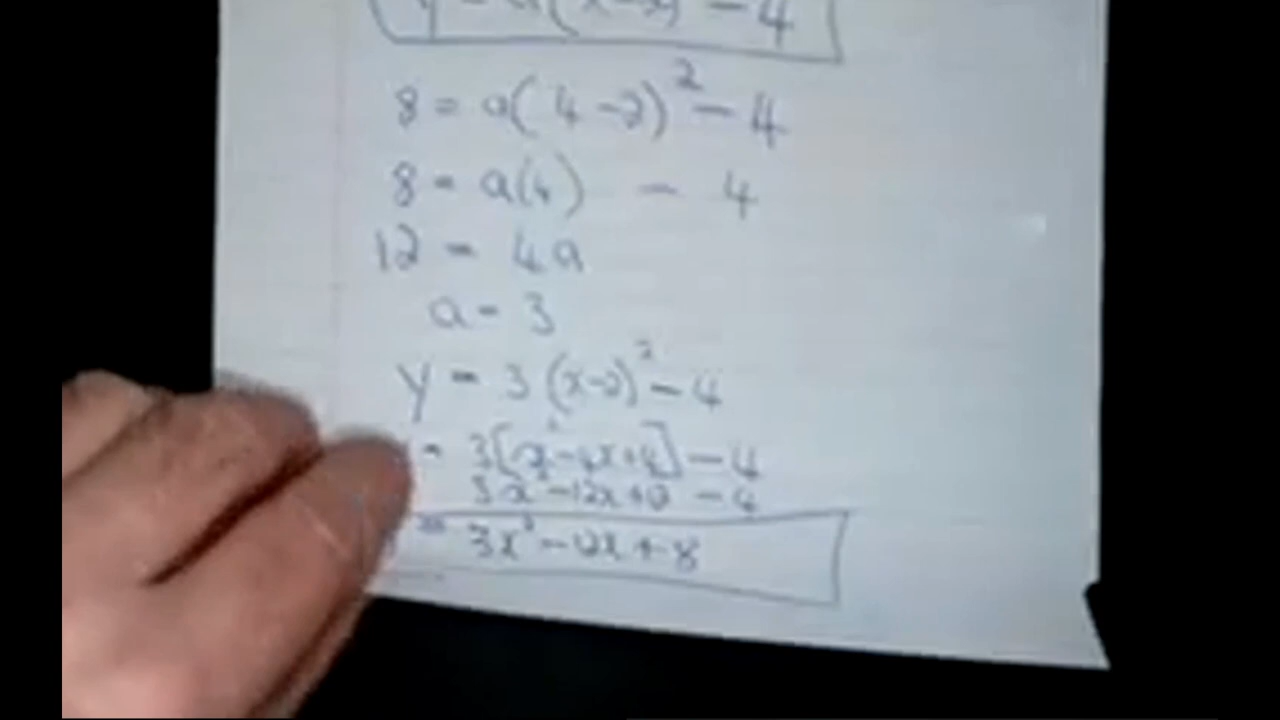 - 4
8 = a(4-2)² - 4
8 = a(4) - 4
12 = 4a
a = 3
y = 3(x-2)² - 4
= 3[x²-4x+4] - 4
3x² -12x+12 - 4
= 3x² - 12x + 8